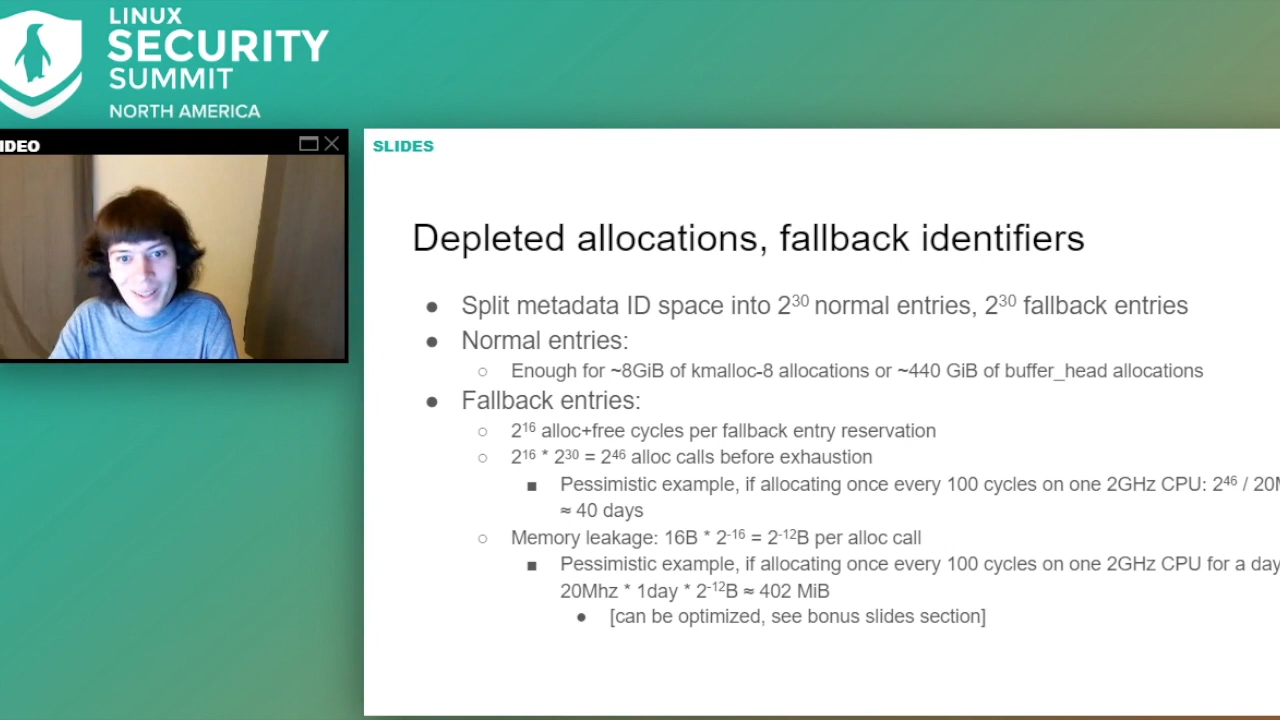 LINUX
SECURITY
SUMMIT
NORTH AMERICA
IDEO
SLIDES
Depleted allocations, fallback identifiers
● Split metadata ID space into 2³⁰ normal entries, 2³⁰ fallback entries
● Normal entries:
○ Enough for ~8GiB of kmalloc-8 allocations or ~440 GiB of buffer_head allocations
● Fallback entries:
○ 2¹⁶ alloc+free cycles per fallback entry reservation
○ 2¹⁶ * 2³⁰ = 2⁴⁶ alloc calls before exhaustion
■ Pessimistic example, if allocating once every 100 cycles on one 2GHz CPU: 2⁴⁶ / 20M
≈ 40 days
○ Memory leakage: 16B * 2⁻¹⁶ = 2⁻¹²B per alloc call
■ Pessimistic example, if allocating once every 100 cycles on one 2GHz CPU for a day
20Mhz * 1day * 2⁻¹²B ≈ 402 MiB
● [can be optimized, see bonus slides section]